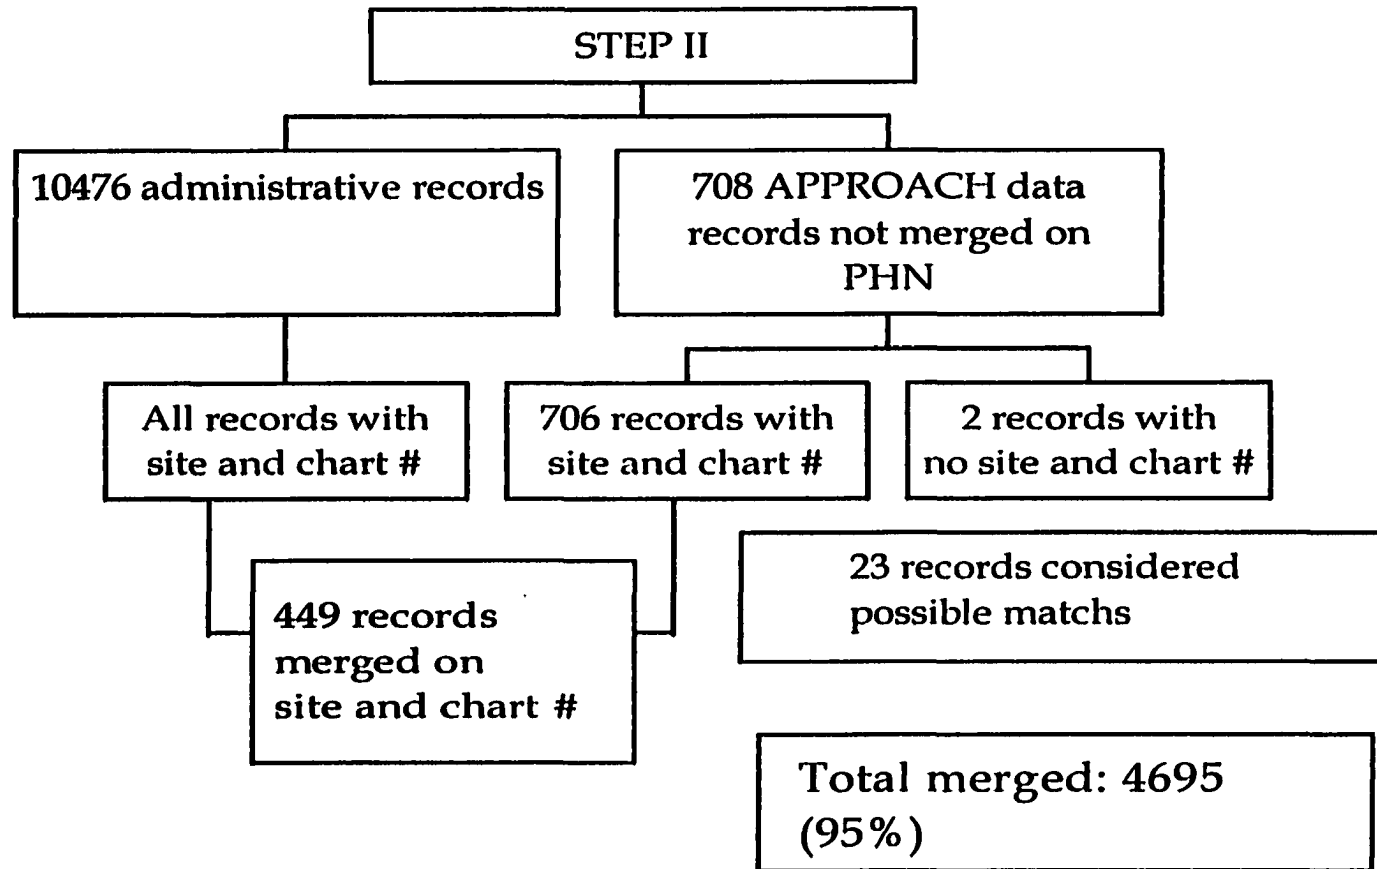 STEP II
10476 administrative records
708 APPROACH data
records not merged on
PHN
All records with
site and chart #
706 records with
site and chart #
2 records with
no site and chart #
449 records
merged on
site and chart #
23 records considered
possible matchs
Total merged: 4695
(95%)